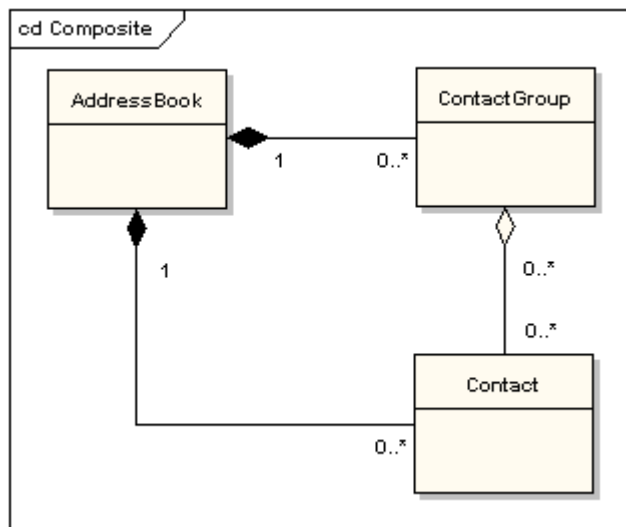 cd Composite
AddressBook
ContactGroup
1
0..*
1
0..*
0..*
Contact
0..*